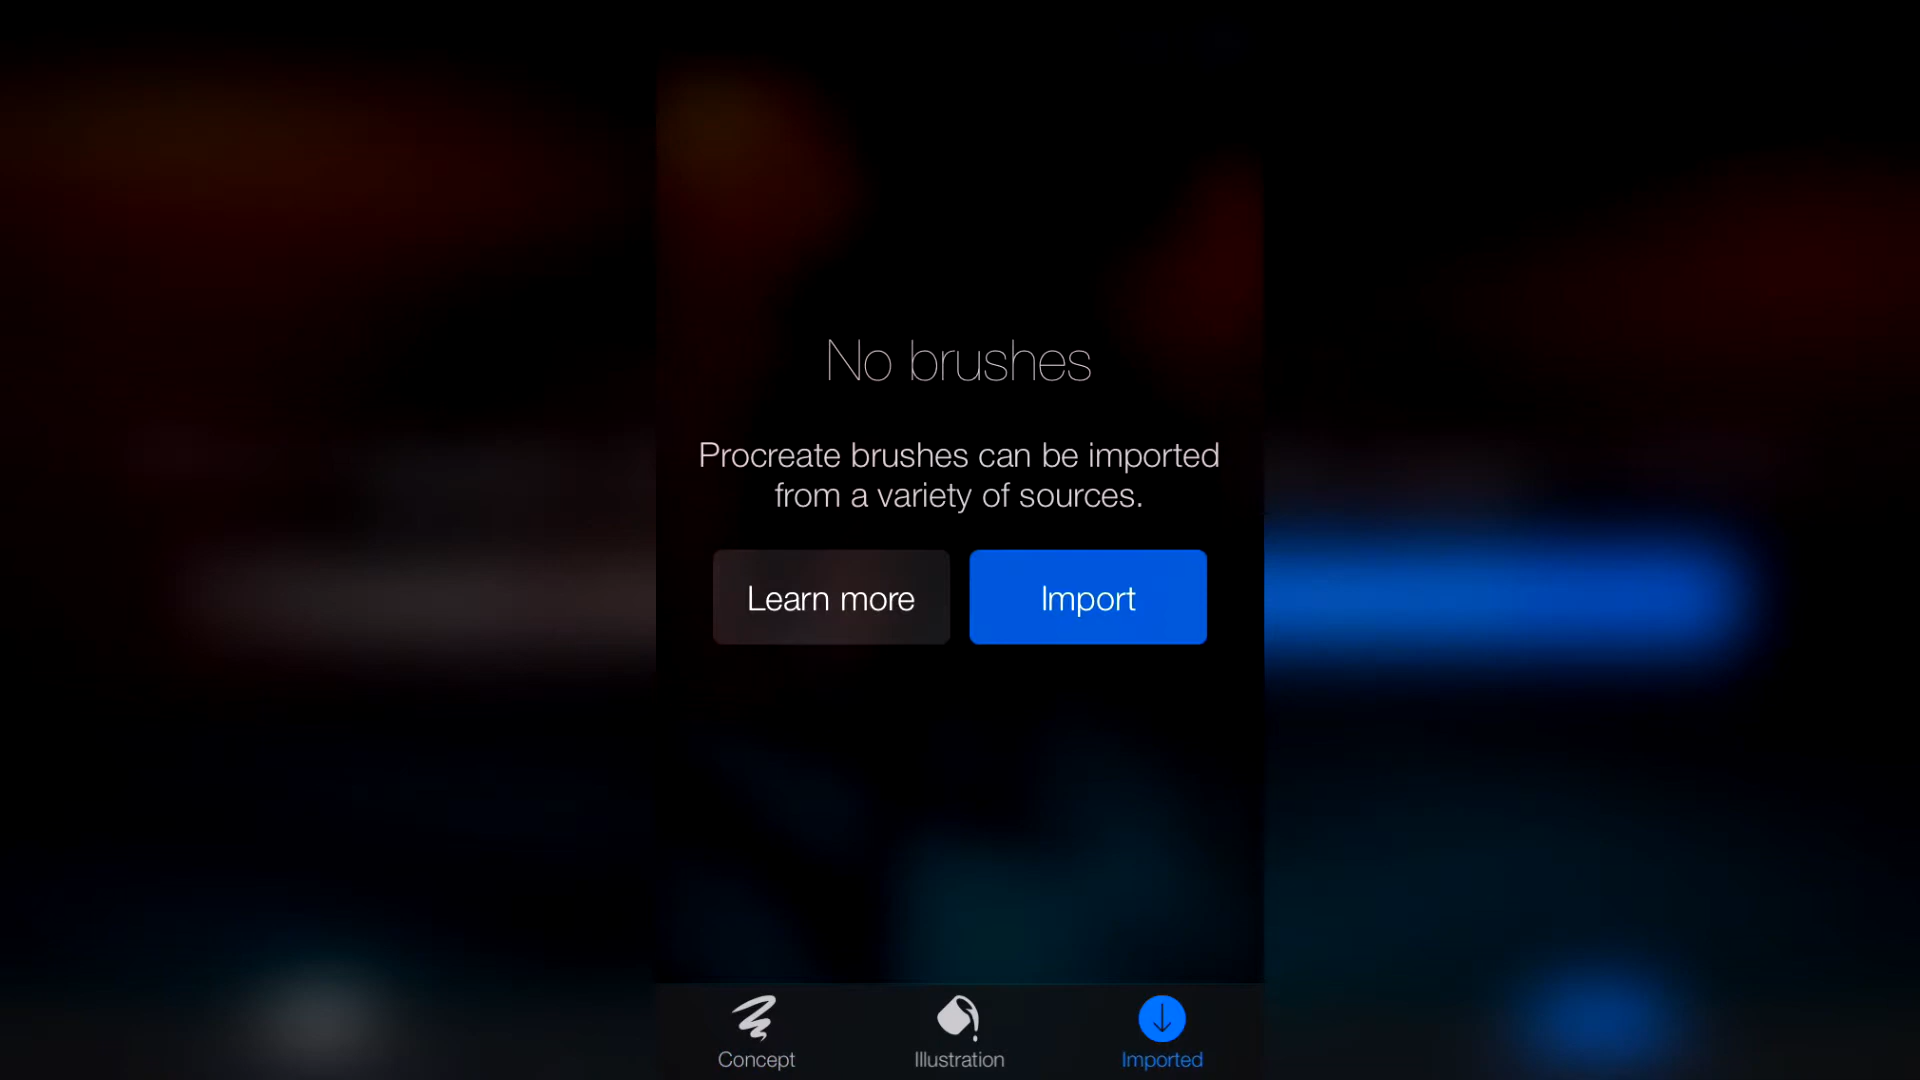 No brushes
Procreate brushes can be imported
from a variety of sources.
Learn more
Import
Concept
Illustration
Imported